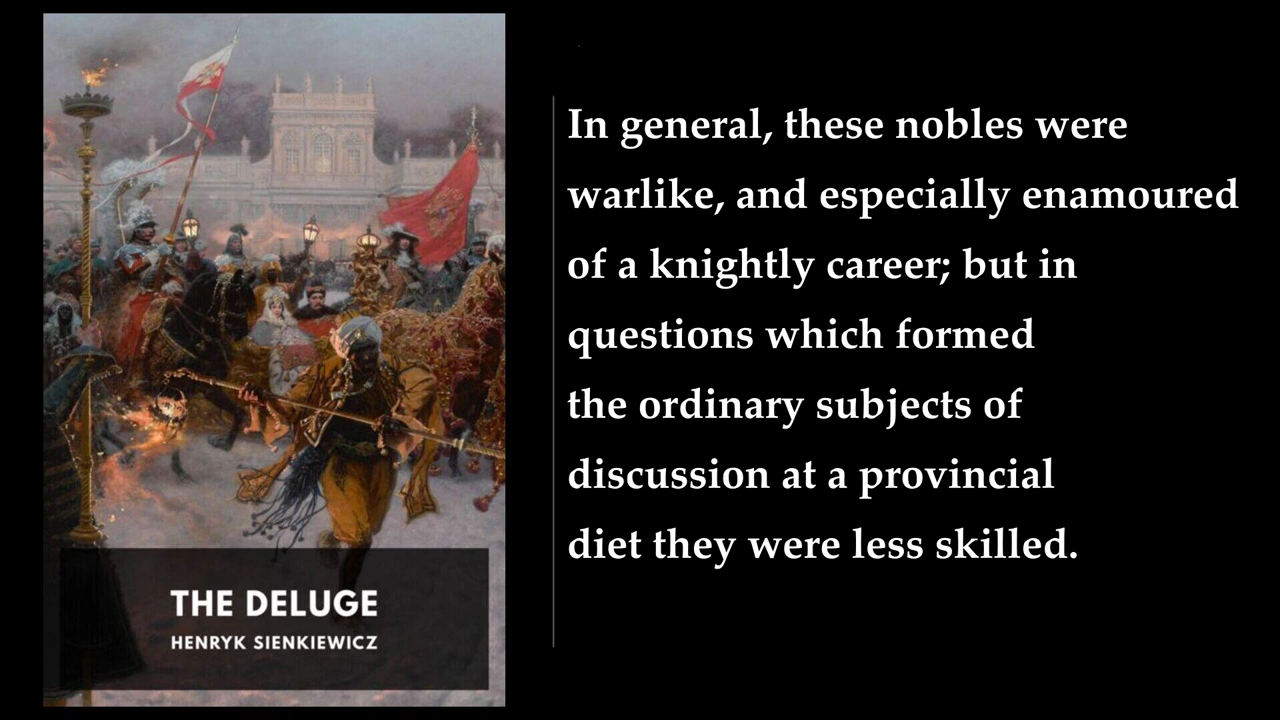 In general, these nobles were
warlike, and especially enamoured
of a knightly career; but in
questions which formed
the ordinary subjects of
discussion at a provincial
diet they were less skilled.
THE DELUGE
HENRYK SIENKIEWICZ